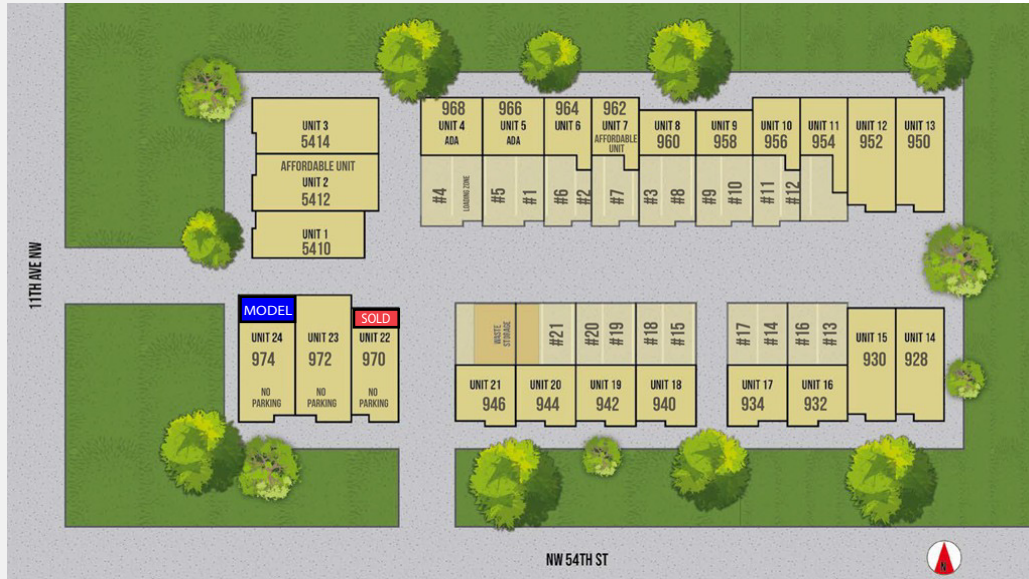 UNIT 3
5414
AFFORDABLE UNIT
UNIT 2
5412
UNIT 1
5410
968
UNIT 4
ADA
966
UNIT 5
ADA
964
UNIT 6
962
UNIT 7
AFFORDABLE
UNIT
UNIT 8
960
UNIT 9
958
UNIT 10
956
UNIT 11
954
UNIT 12
952
UNIT 13
950
#4
LOADING ZONE
#5
#1
#6
#2
#7
#3
#8
#9
#10
#11
#12
11TH AVE NW
MODEL
UNIT 24
974
NO
PARKING
UNIT 23
972
NO
PARKING
SOLD
UNIT 22
970
NO
PARKING
WASTE
STORAGE
#21
#20
#19
#18
#15
#17
#14
#16
#13
UNIT 21
946
UNIT 20
944
UNIT 19
942
UNIT 18
940
UNIT 17
934
UNIT 16
932
UNIT 15
930
UNIT 14
928
NW 54TH ST
N